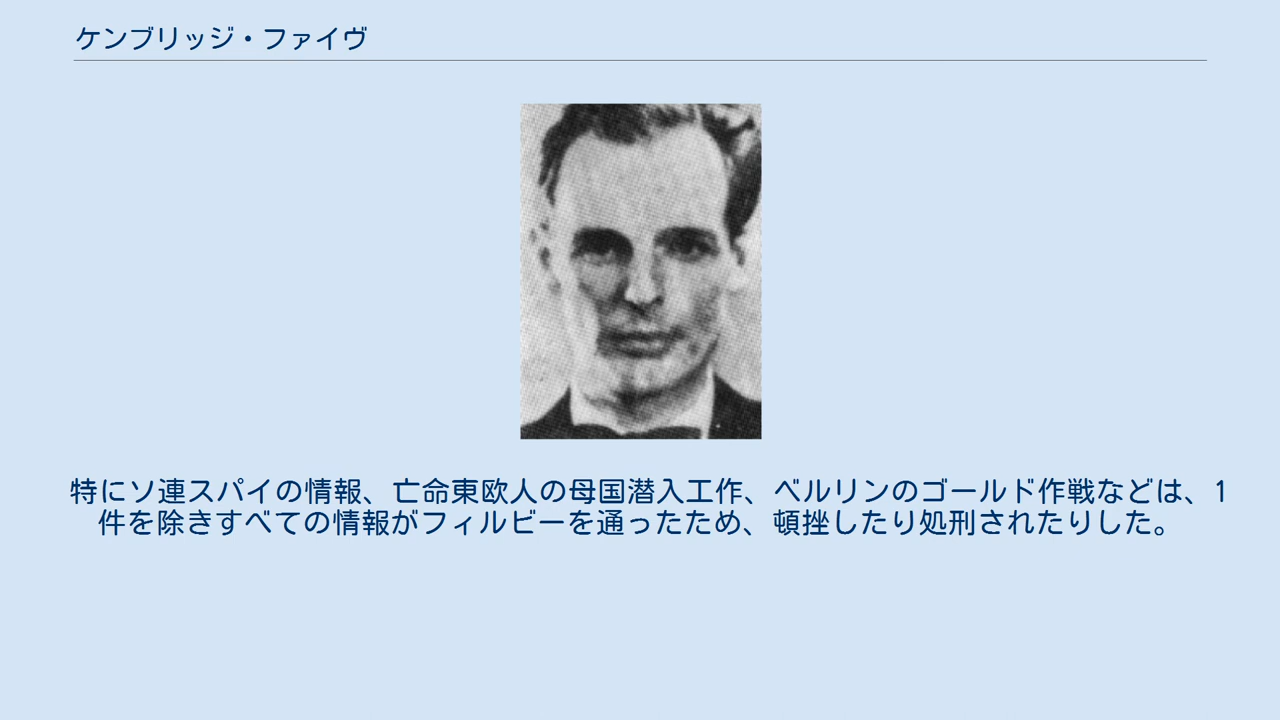 ケンブリッジ・ファイヴ
特にソ連スパイの情報、亡命東欧人の母国潜入工作、ベルリンのゴールド作戦などは、1
件を除きすべての情報がフィルビーを通ったため、頓挫したり処刑されたりした。